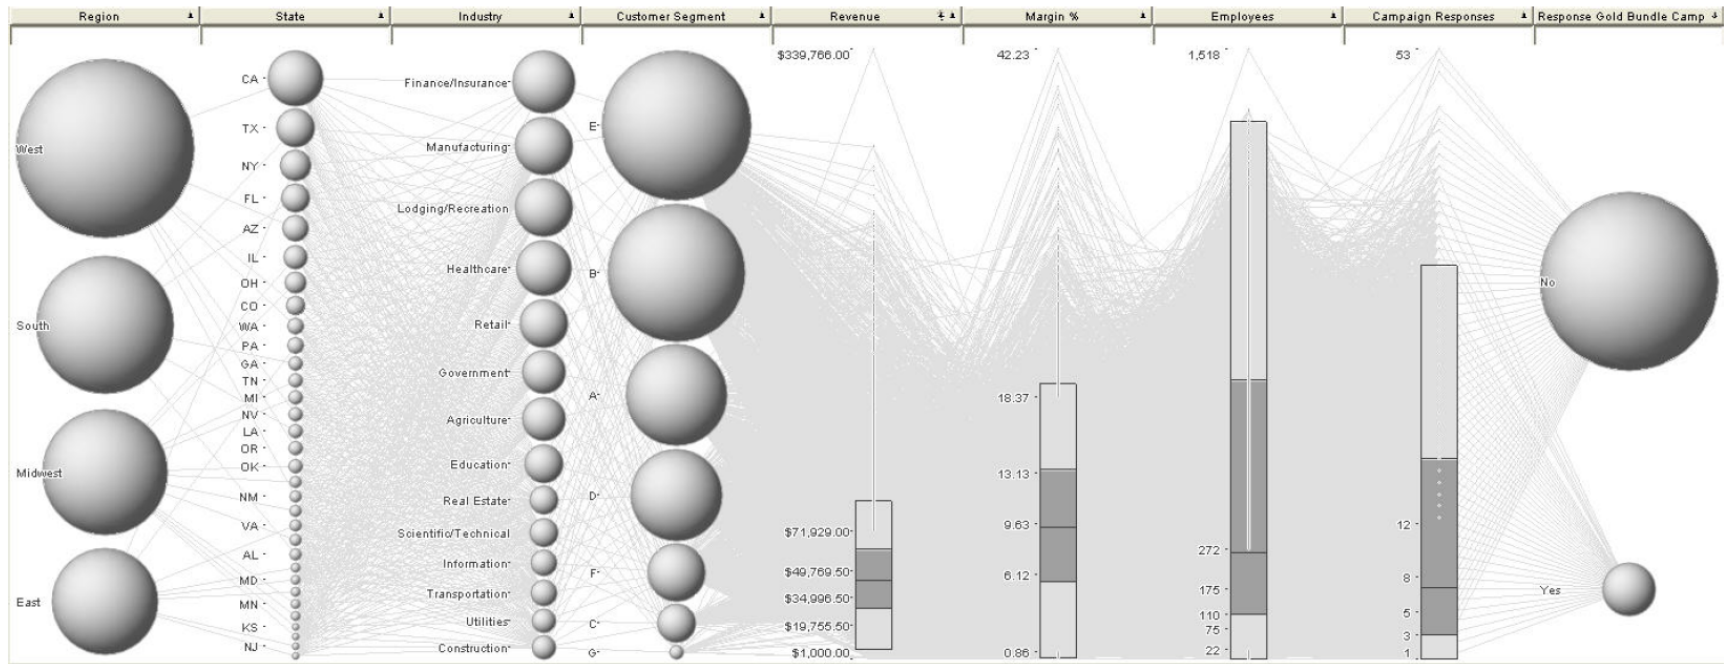 Region State Industry Customer Segment Revenue Margin % Employees Campaign Responses Response Gold Bundle Camp
West
South
Midwest
East
CA
TX
NY
FL
AZ
IL
OH
CO
WA
PA
GA
TN
MI
NV
LA
OR
OK
NM
VA
AL
MD
MN
KS
NJ
Finance/Insurance
Manufacturing
Lodging/Recreation
Healthcare
Retail
Government
Agriculture
Education
Real Estate
Scientific/Technical
Information
Transportation
Utilities
Construction
E
B
A
D
F
C
G
$339,766.00
$71,929.00
$49,769.50
$34,996.50
$19,755.50
$1,000.00
42.23
18.37
13.13
9.63
6.12
0.86
1,518
272
175
110
75
22
53
12
8
5
3
1
No
Yes